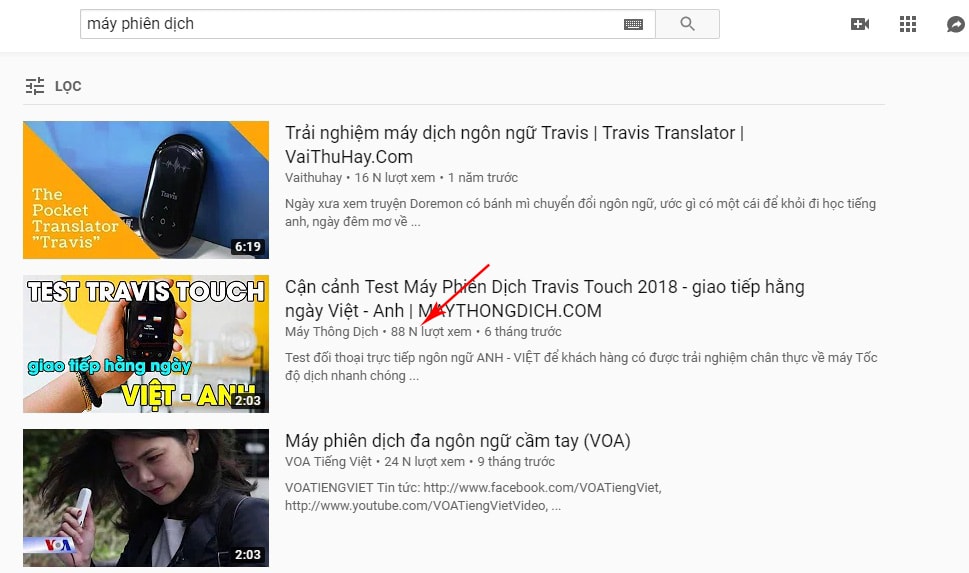 máy phiên dịch
LỌC
The
Pocket
Translator
"Travis"
Travis
6:19
Trải nghiệm máy dịch ngôn ngữ Travis | Travis Translator |
VaiThuHay.Com
Vaithuhay • 16 N lượt xem • 1 năm trước
Ngày xưa xem truyện Doremon có bánh mì chuyển đổi ngôn ngữ, ước gì có một cái để khỏi đi học tiếng
anh, ngày đêm mơ về ...
TEST TRAVIS TOUCH
giao tiếp hằng ngày
VIỆT - ANH
2:03
Cận cảnh Test Máy Phiên Dịch Travis Touch 2018 - giao tiếp hằng
ngày Việt - Anh | MAYTHONGDICH.COM
Máy Thông Dịch • 88 N lượt xem • 6 tháng trước
Test đối thoại trực tiếp ngôn ngữ ANH - VIỆT để khách hàng có được trải nghiệm chân thực về máy Tốc
độ dịch nhanh chóng ...
VOA
2:03
Máy phiên dịch đa ngôn ngữ cầm tay (VOA)
VOA Tiếng Việt • 24 N lượt xem • 9 tháng trước
VOATIENGVIET Tin tức: http://www.facebook.com/VOATiengViet,
http://www.youtube.com/VOATiengVietVideo, ...